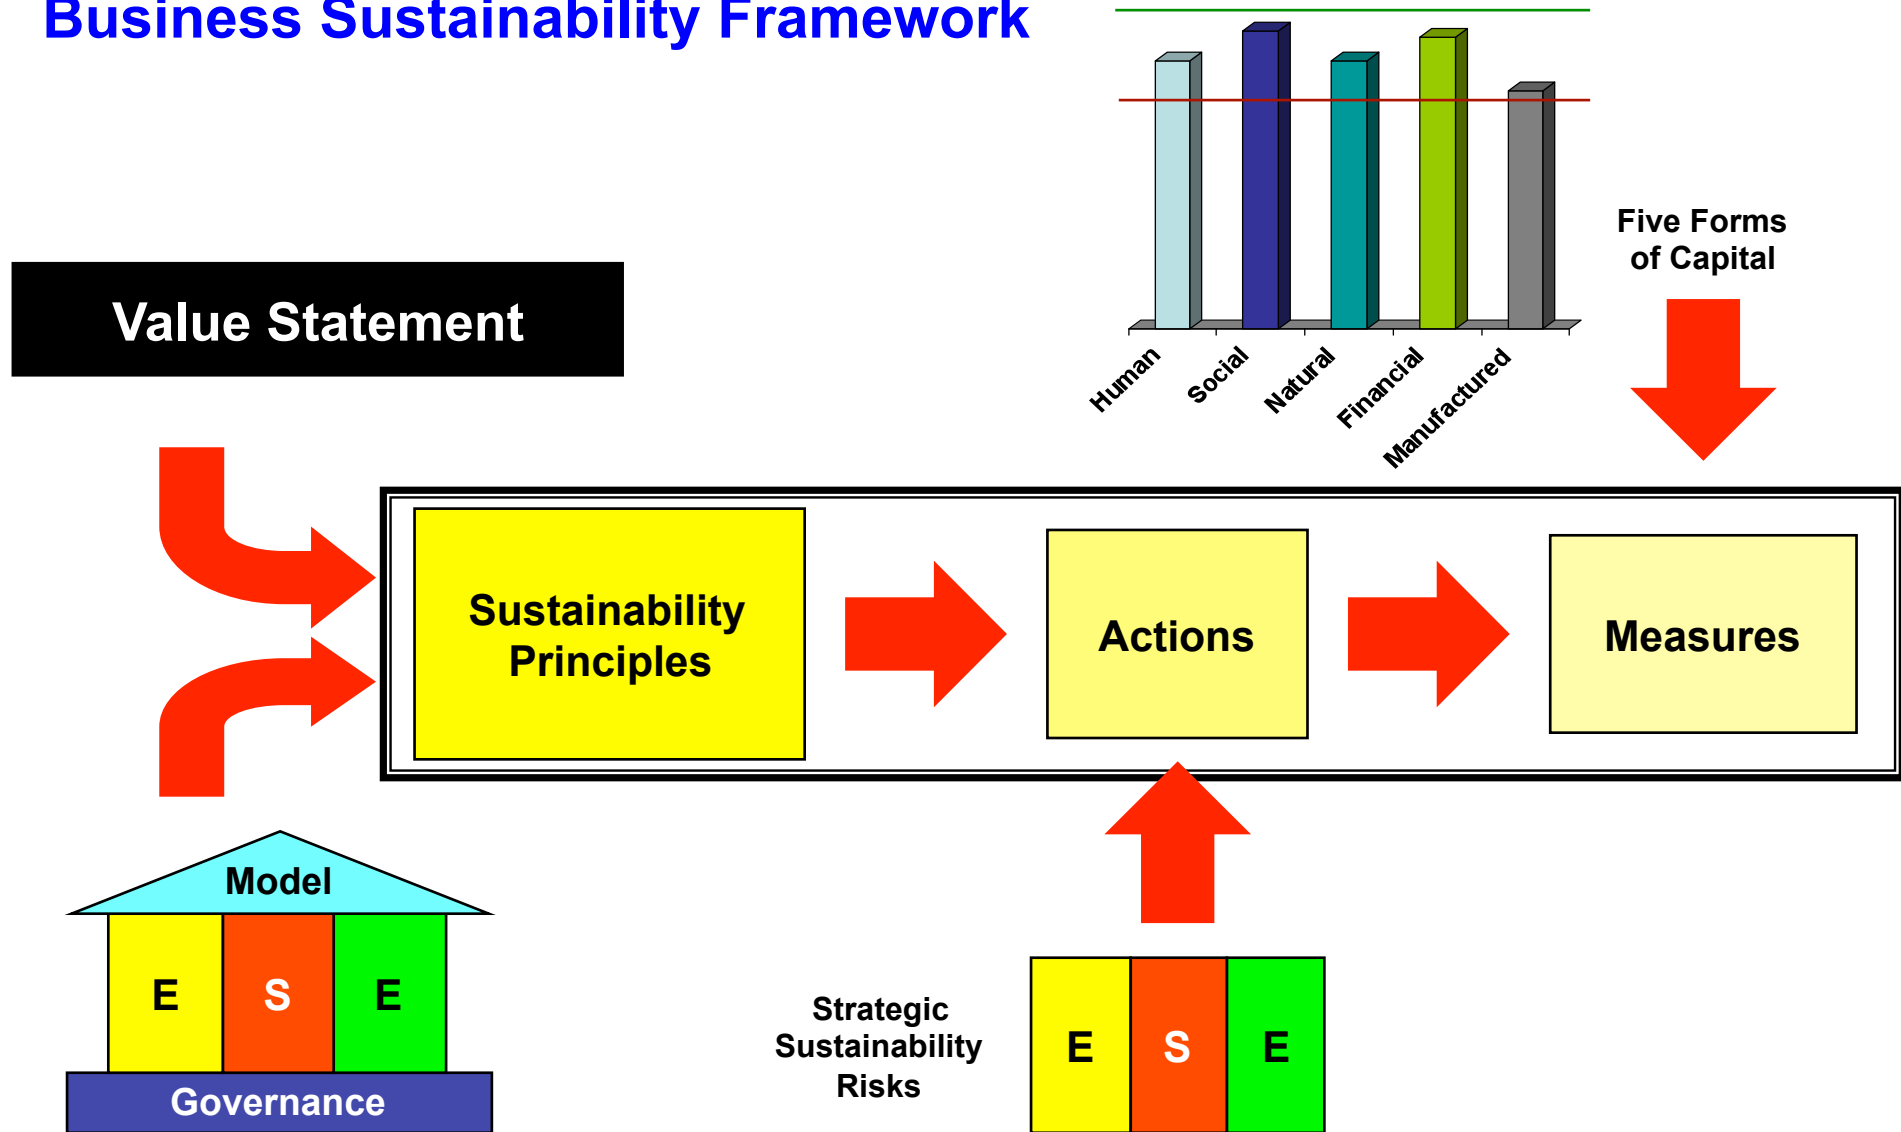 Business Sustainability Framework
Human
Social
Natural
Financial
Manufactured
Five Forms
of Capital
Value Statement
Sustainability
Principles
Actions
Measures
Model
E
S
E
Governance
Strategic
Sustainability
Risks
E
S
E